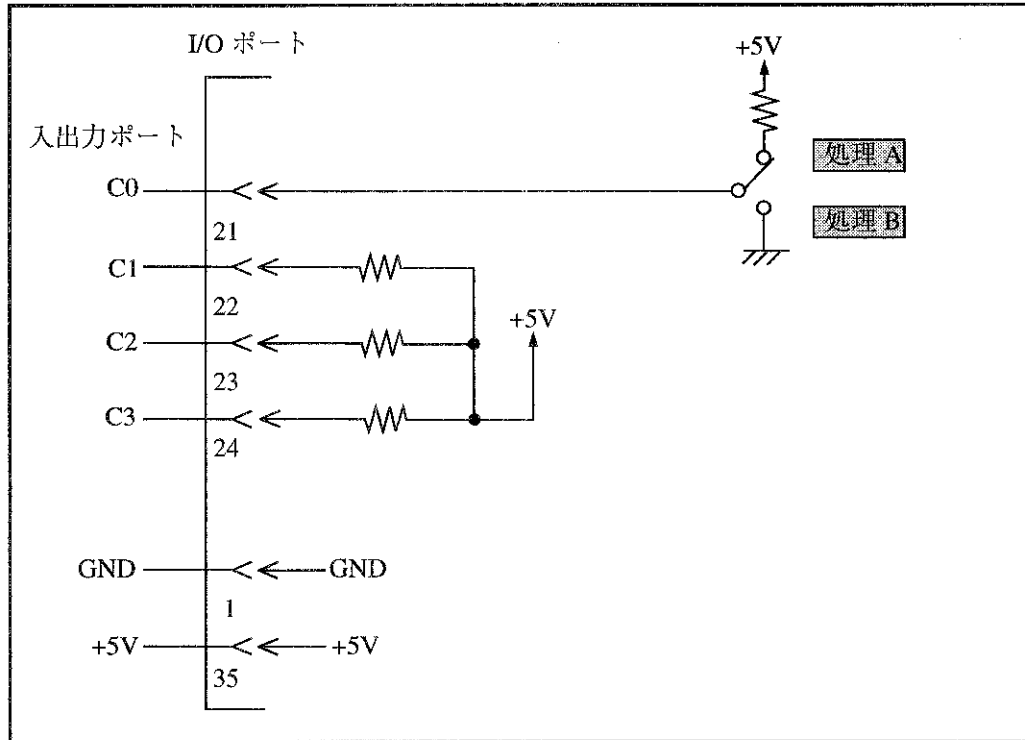 I/O ポート
+5V
入出力ポート
処理 A
C0
処理 B
21
C1
22
+5V
C2
23
C3
24
GND
GND
1
+5V
+5V
35